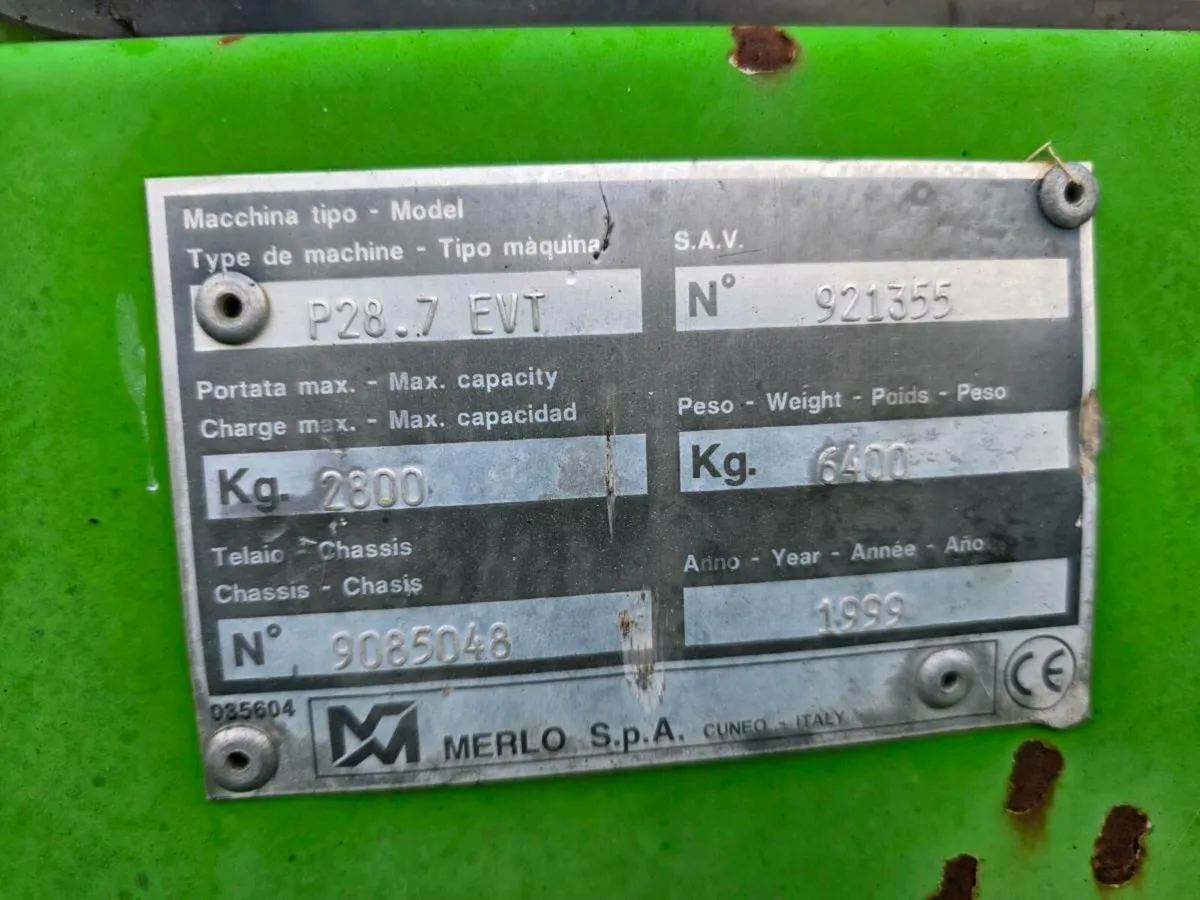 Macchina tipo - Model
Type de machine - Tipo màquina
P28.7 EVT
S.A.V.
N° 921355
Portata max. - Max. capacity
Charge max. - Max. capacidad
Kg. 2800
Peso - Weight - Poids - Peso
Kg. 6400
Telaio - Chassis
Chassis - Chasis
N° 9085048
Anno - Year - Année - Año
1999
035604
MERLO S.p.A. CUNEO - ITALY
CE